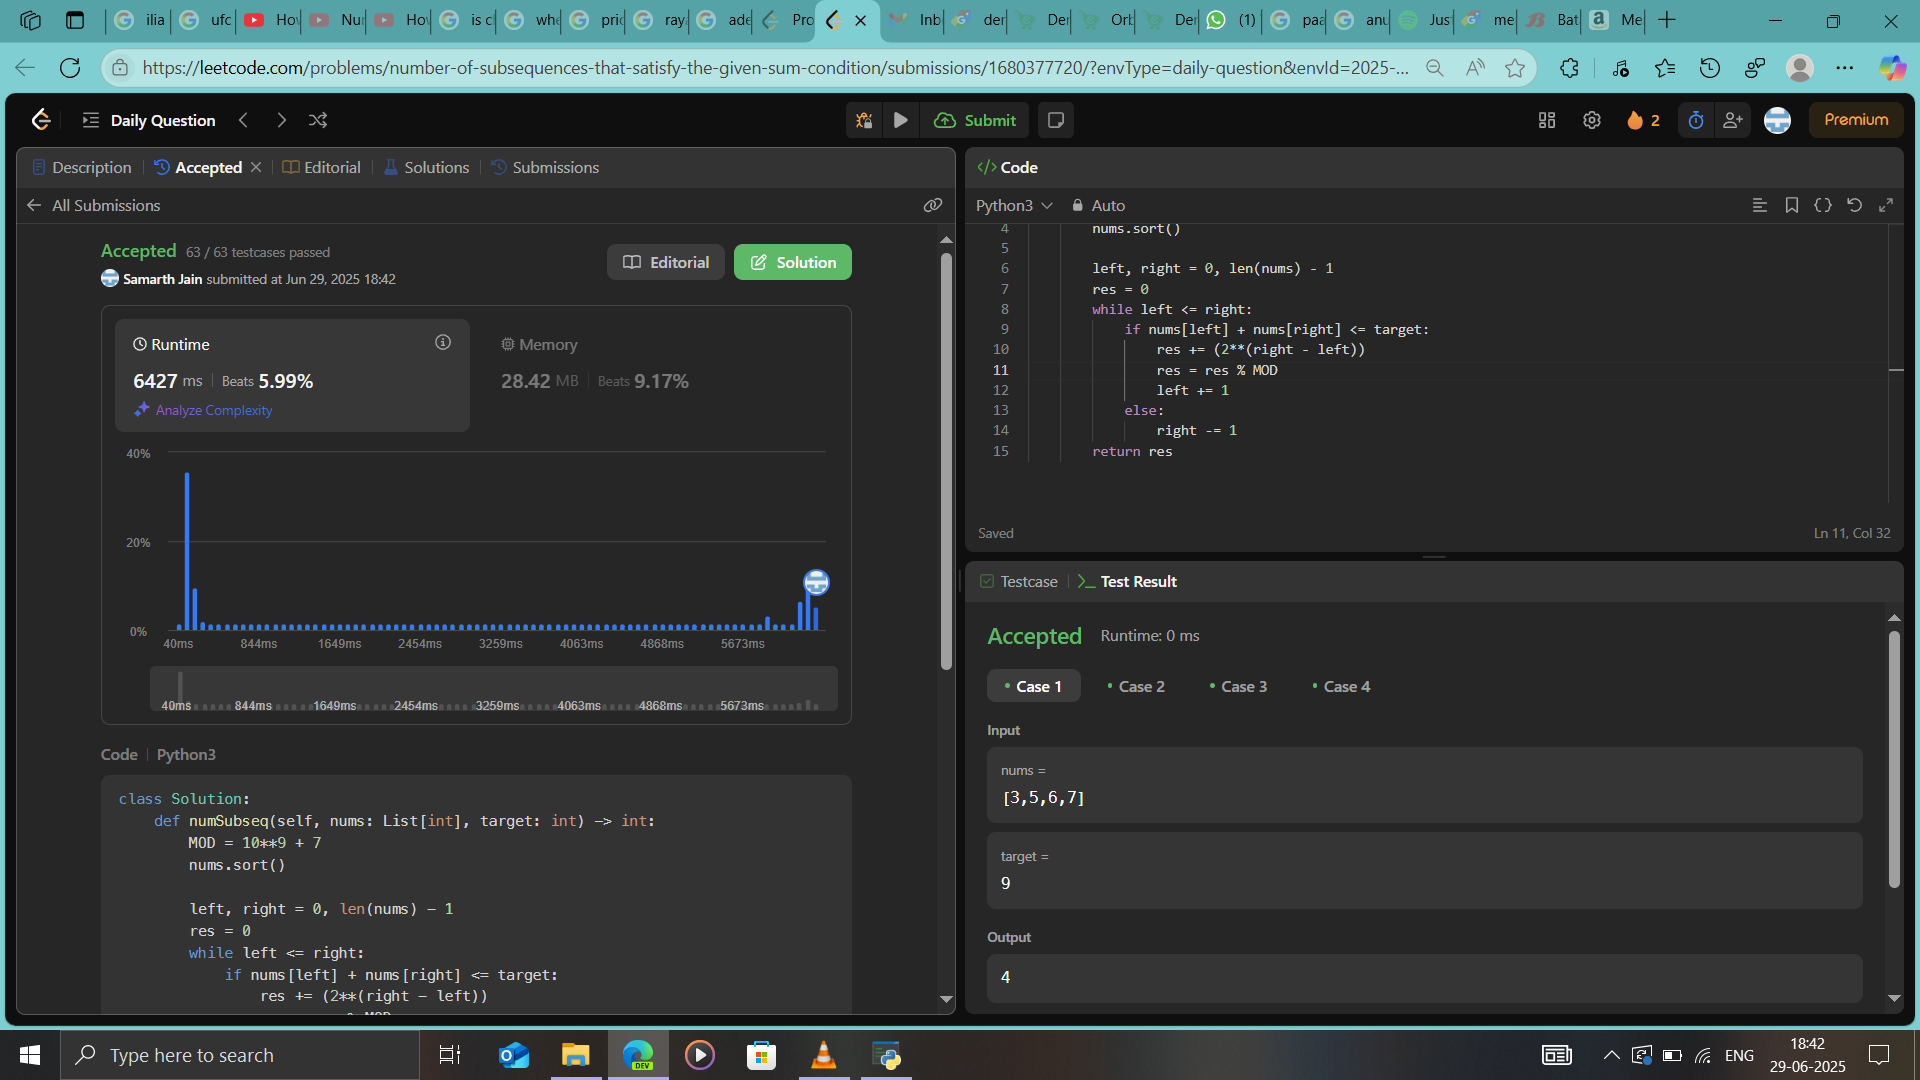 ilia
ufc
Hov
Nur
Hov
is cl
whe
pric
ray
ade
Pro
Inb
der
Der
Orb
Der
(1)
paa
anu
Jus
me
Bat
Me
https://leetcode.com/problems/number-of-subsequences-that-satisfy-the-given-sum-condition/submissions/1680377720/?envType=daily-question&envId=2025-...
Daily Question
Submit
2
Premium
Description
Accepted
Editorial
Solutions
Submissions
All Submissions
Accepted 63 / 63 testcases passed
Samarth Jain submitted at Jun 29, 2025 18:42
Editorial
Solution
Runtime
6427 ms Beats 5.99%
Analyze Complexity
Memory
28.42 MB Beats 9.17%
40%
20%
0%
40ms 844ms 1649ms 2454ms 3259ms 4063ms 4868ms 5673ms
40ms 844ms 1649ms 2454ms 3259ms 4063ms 4868ms 5673ms
Code Python3
class Solution:
    def numSubseq(self, nums: List[int], target: int) -> int:
        MOD = 10**9 + 7
        nums.sort()
        left, right = 0, len(nums) - 1
        res = 0
        while left <= right:
            if nums[left] + nums[right] <= target:
                res += (2**(right - left))
</> Code
Python3 Auto
4 nums.sort()
5
6 left, right = 0, len(nums) - 1
7 res = 0
8 while left <= right:
9 if nums[left] + nums[right] <= target:
10 res += (2**(right - left))
11 res = res % MOD
12 left += 1
13 else:
14 right -= 1
15 return res
Saved
Ln 11, Col 32
Testcase
Test Result
Accepted Runtime: 0 ms
Case 1
Case 2
Case 3
Case 4
Input
nums =
[3,5,6,7]
target =
9
Output
4
Type here to search
DEV
ENG
18:42
29-06-2025